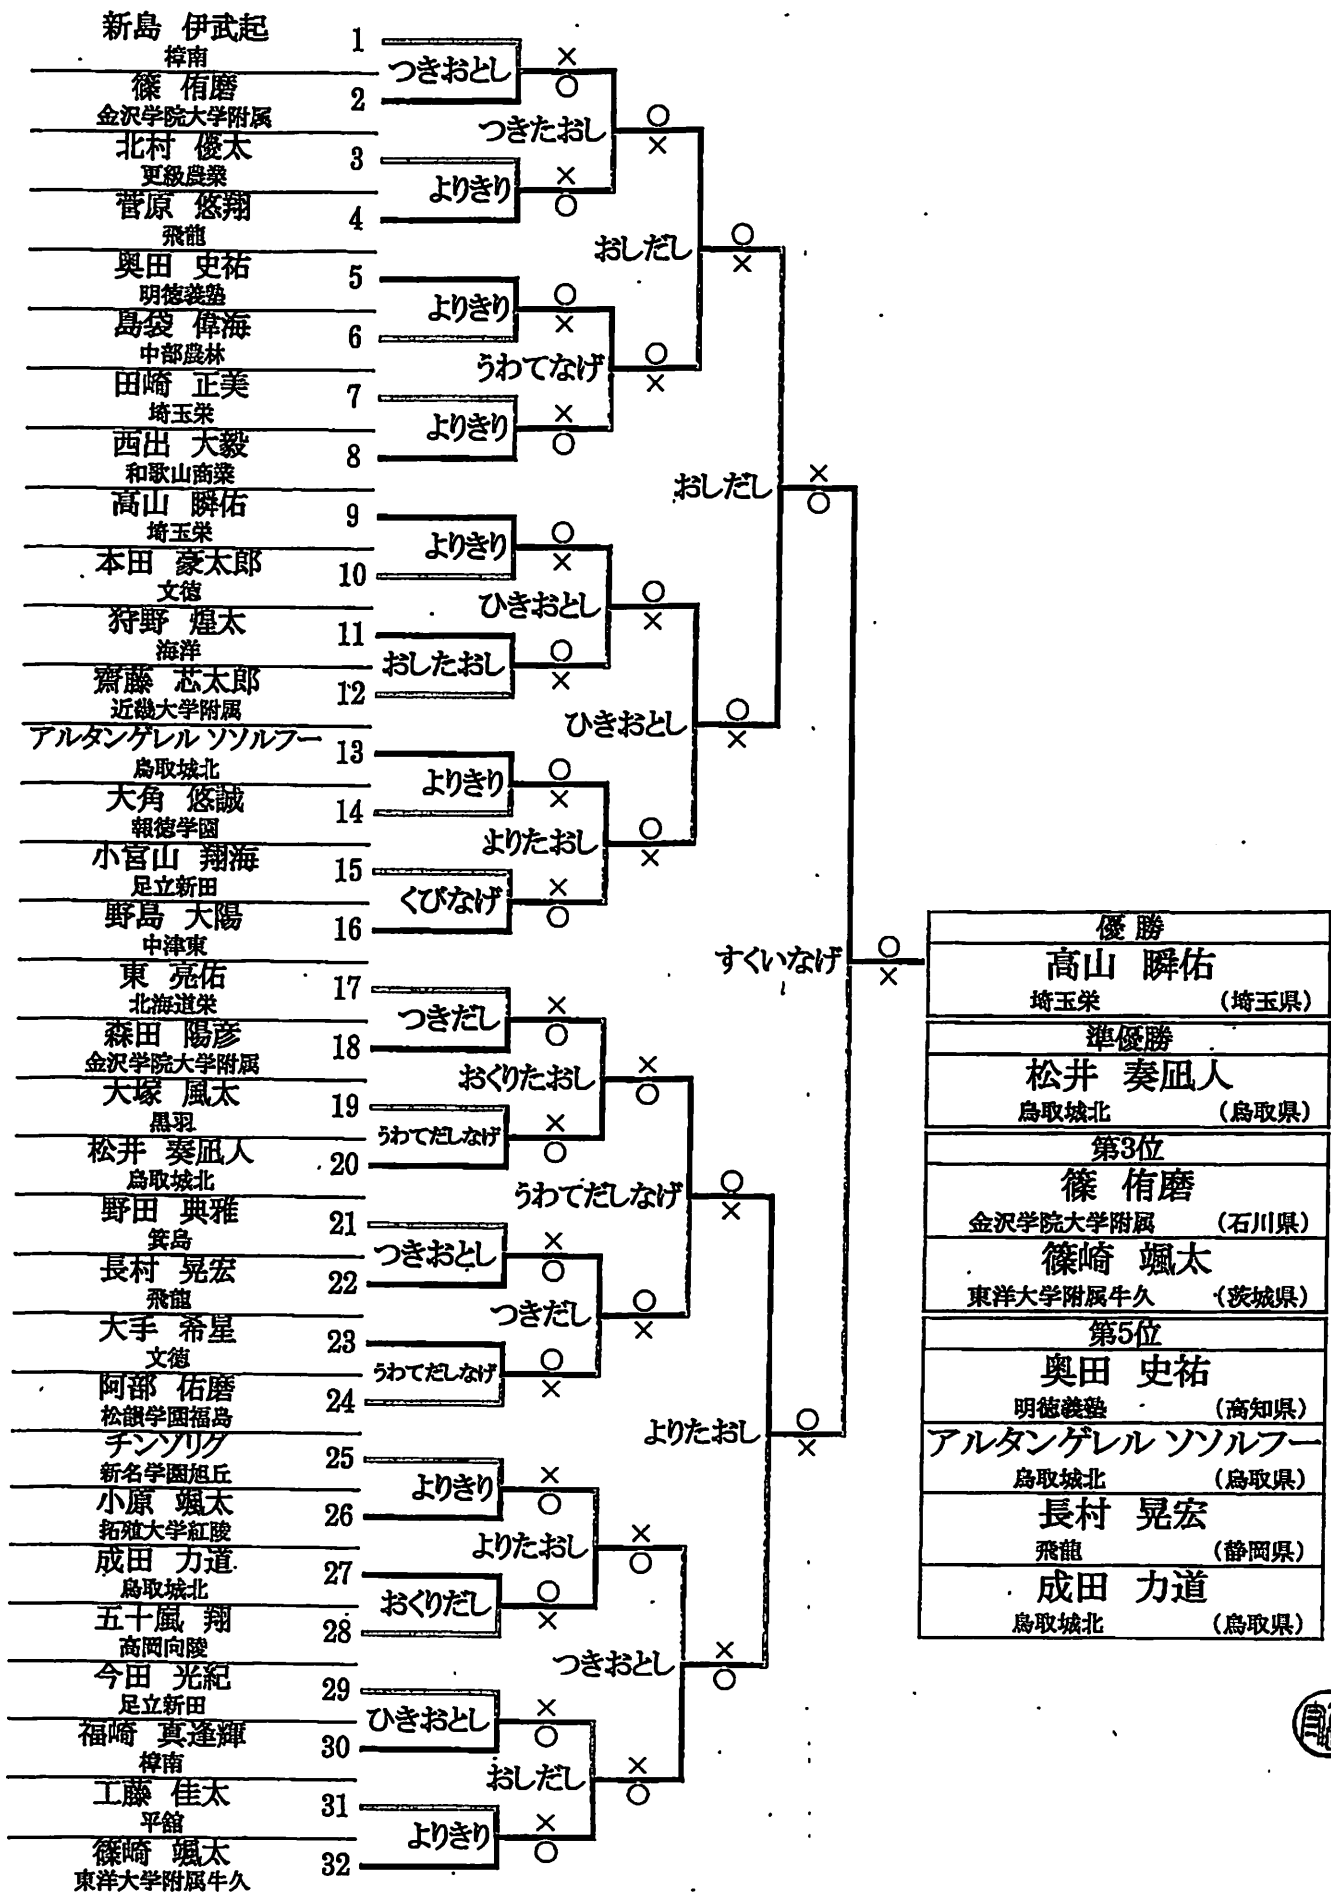 新島 伊武起
樟南
1
篠 侑磨
金沢学院大学附属
2
つきおとし
×
○
北村 優太
更級農業
3
菅原 悠翔
飛龍
4
よりきり
×
○
つきたおし
○
×
奥田 史祐
明徳義塾
5
島袋 偉海
中部農林
6
よりきり
○
×
田崎 正美
埼玉栄
7
西出 大毅
和歌山商業
8
よりきり
×
○
うわてなげ
○
×
おしだし
○
×
髙山 瞬佑
埼玉栄
9
本田 豪太郎
文徳
10
よりきり
○
×
狩野 煌太
海洋
11
齋藤 芯太郎
近畿大学附属
12
おしたおし
○
×
ひきおとし
○
×
アルタンゲレル ソソルフー
鳥取城北
13
大角 悠誠
報徳学園
14
よりきり
○
×
小宮山 翔海
足立新田
15
野島 大陽
中津東
16
くびなげ
×
○
よりたおし
○
×
ひきおとし
○
×
おしだし
×
○
東 亮佑
北海道栄
17
森田 陽彦
金沢学院大学附属
18
つきだし
×
○
大塚 風太
黒羽
19
松井 奏凪人
鳥取城北
20
うわてだしなげ
×
○
おくりたおし
×
○
野田 典雅
箕島
21
長村 晃宏
飛龍
22
つきおとし
×
○
大手 希星
文徳
23
阿部 佑磨
松韻学園福島
24
うわてだしなげ
○
×
つきだし
○
×
うわてだしなげ
○
×
チンゾリグ
新名学園旭丘
25
小原 颯太
拓殖大学紅陵
26
よりきり
×
○
成田 力道
鳥取城北
27
五十嵐 翔
高岡向陵
28
おくりだし
○
×
よりたおし
×
○
今田 光紀
足立新田
29
福崎 真逢輝
樟南
30
ひきおとし
×
○
工藤 佳太
平舘
31
篠崎 颯太
東洋大学附属牛久
32
よりきり
×
○
おしだし
×
○
つきおとし
×
○
よりたおし
○
×
すくいなげ
○
×
優勝
髙山 瞬佑
埼玉栄 (埼玉県)
準優勝
松井 奏凪人
鳥取城北 (鳥取県)
第3位
篠 侑磨
金沢学院大学附属 (石川県)
篠崎 颯太
東洋大学附属牛久 (茨城県)
第5位
奥田 史祐
明徳義塾 (高知県)
アルタンゲレル ソソルフー
鳥取城北 (鳥取県)
長村 晃宏
飛龍 (静岡県)
成田 力道
鳥取城北 (鳥取県)